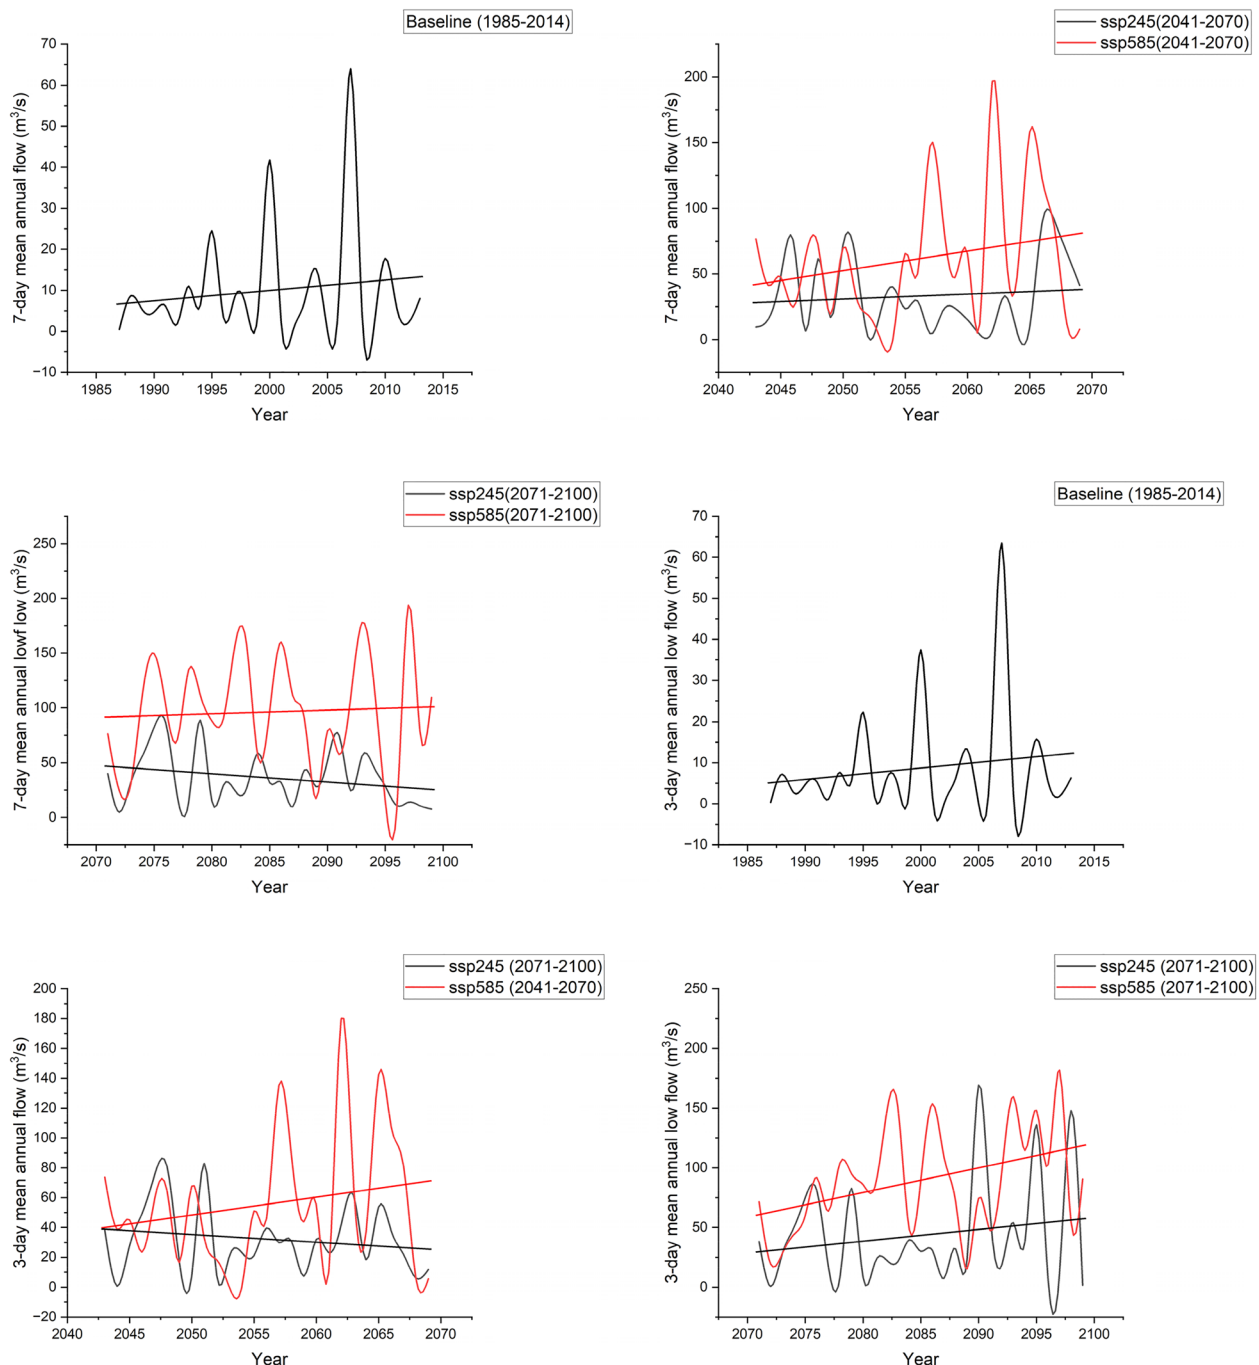 Baseline (1985-2014)
7-day mean annual flow (m³/s)
70
60
50
40
30
20
10
0
−10
1985 1990 1995 2000 2005 2010 2015
Year
ssp245(2041-2070)
ssp585(2041-2070)
7-day mean annual flow (m³/s)
200
150
100
50
0
2040 2045 2050 2055 2060 2065 2070
Year
ssp245(2071-2100)
ssp585(2071-2100)
7-day mean annual lowf low (m³/s)
250
200
150
100
50
0
2070 2075 2080 2085 2090 2095 2100
Year
Baseline (1985-2014)
3-day mean annual low flow (m³/s)
70
60
50
40
30
20
10
0
−10
1985 1990 1995 2000 2005 2010 2015
Year
ssp245 (2071-2100)
ssp585 (2041-2070)
3-day mean annual flow (m³/s)
200
180
160
140
120
100
80
60
40
20
0
−20
2040 2045 2050 2055 2060 2065 2070
Year
ssp245 (2071-2100)
ssp585 (2071-2100)
3-day mean annual low flow (m³/s)
250
200
150
100
50
0
2070 2075 2080 2085 2090 2095 2100
Year